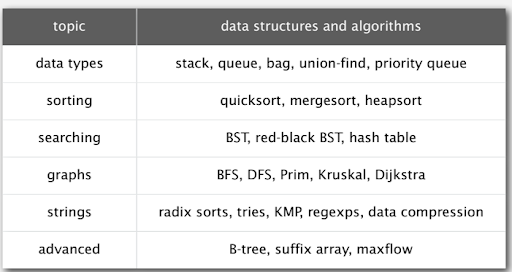 topic data structures and algorithms
data types stack, queue, bag, union-find, priority queue
sorting quicksort, mergesort, heapsort
searching BST, red-black BST, hash table
graphs BFS, DFS, Prim, Kruskal, Dijkstra
strings radix sorts, tries, KMP, regexps, data compression
advanced B-tree, suffix array, maxflow